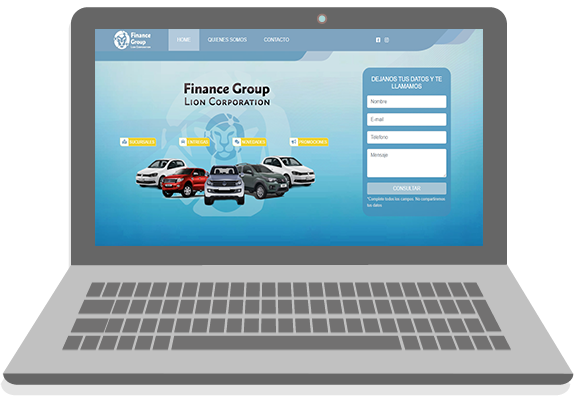 Finance
Group
Lion Corporation
HOME
QUIENES SOMOS
CONTACTO
Finance Group
LION CORPORATION
SUCURSALES
ENTREGAS
NOVEDADES
PROMOCIONES
DEJANOS TUS DATOS Y TE
LLAMAMOS
Nombre
E-mail
Teléfono
Mensaje
CONSULTAR
*Complete todos los campos. No compartiremos
tus datos.